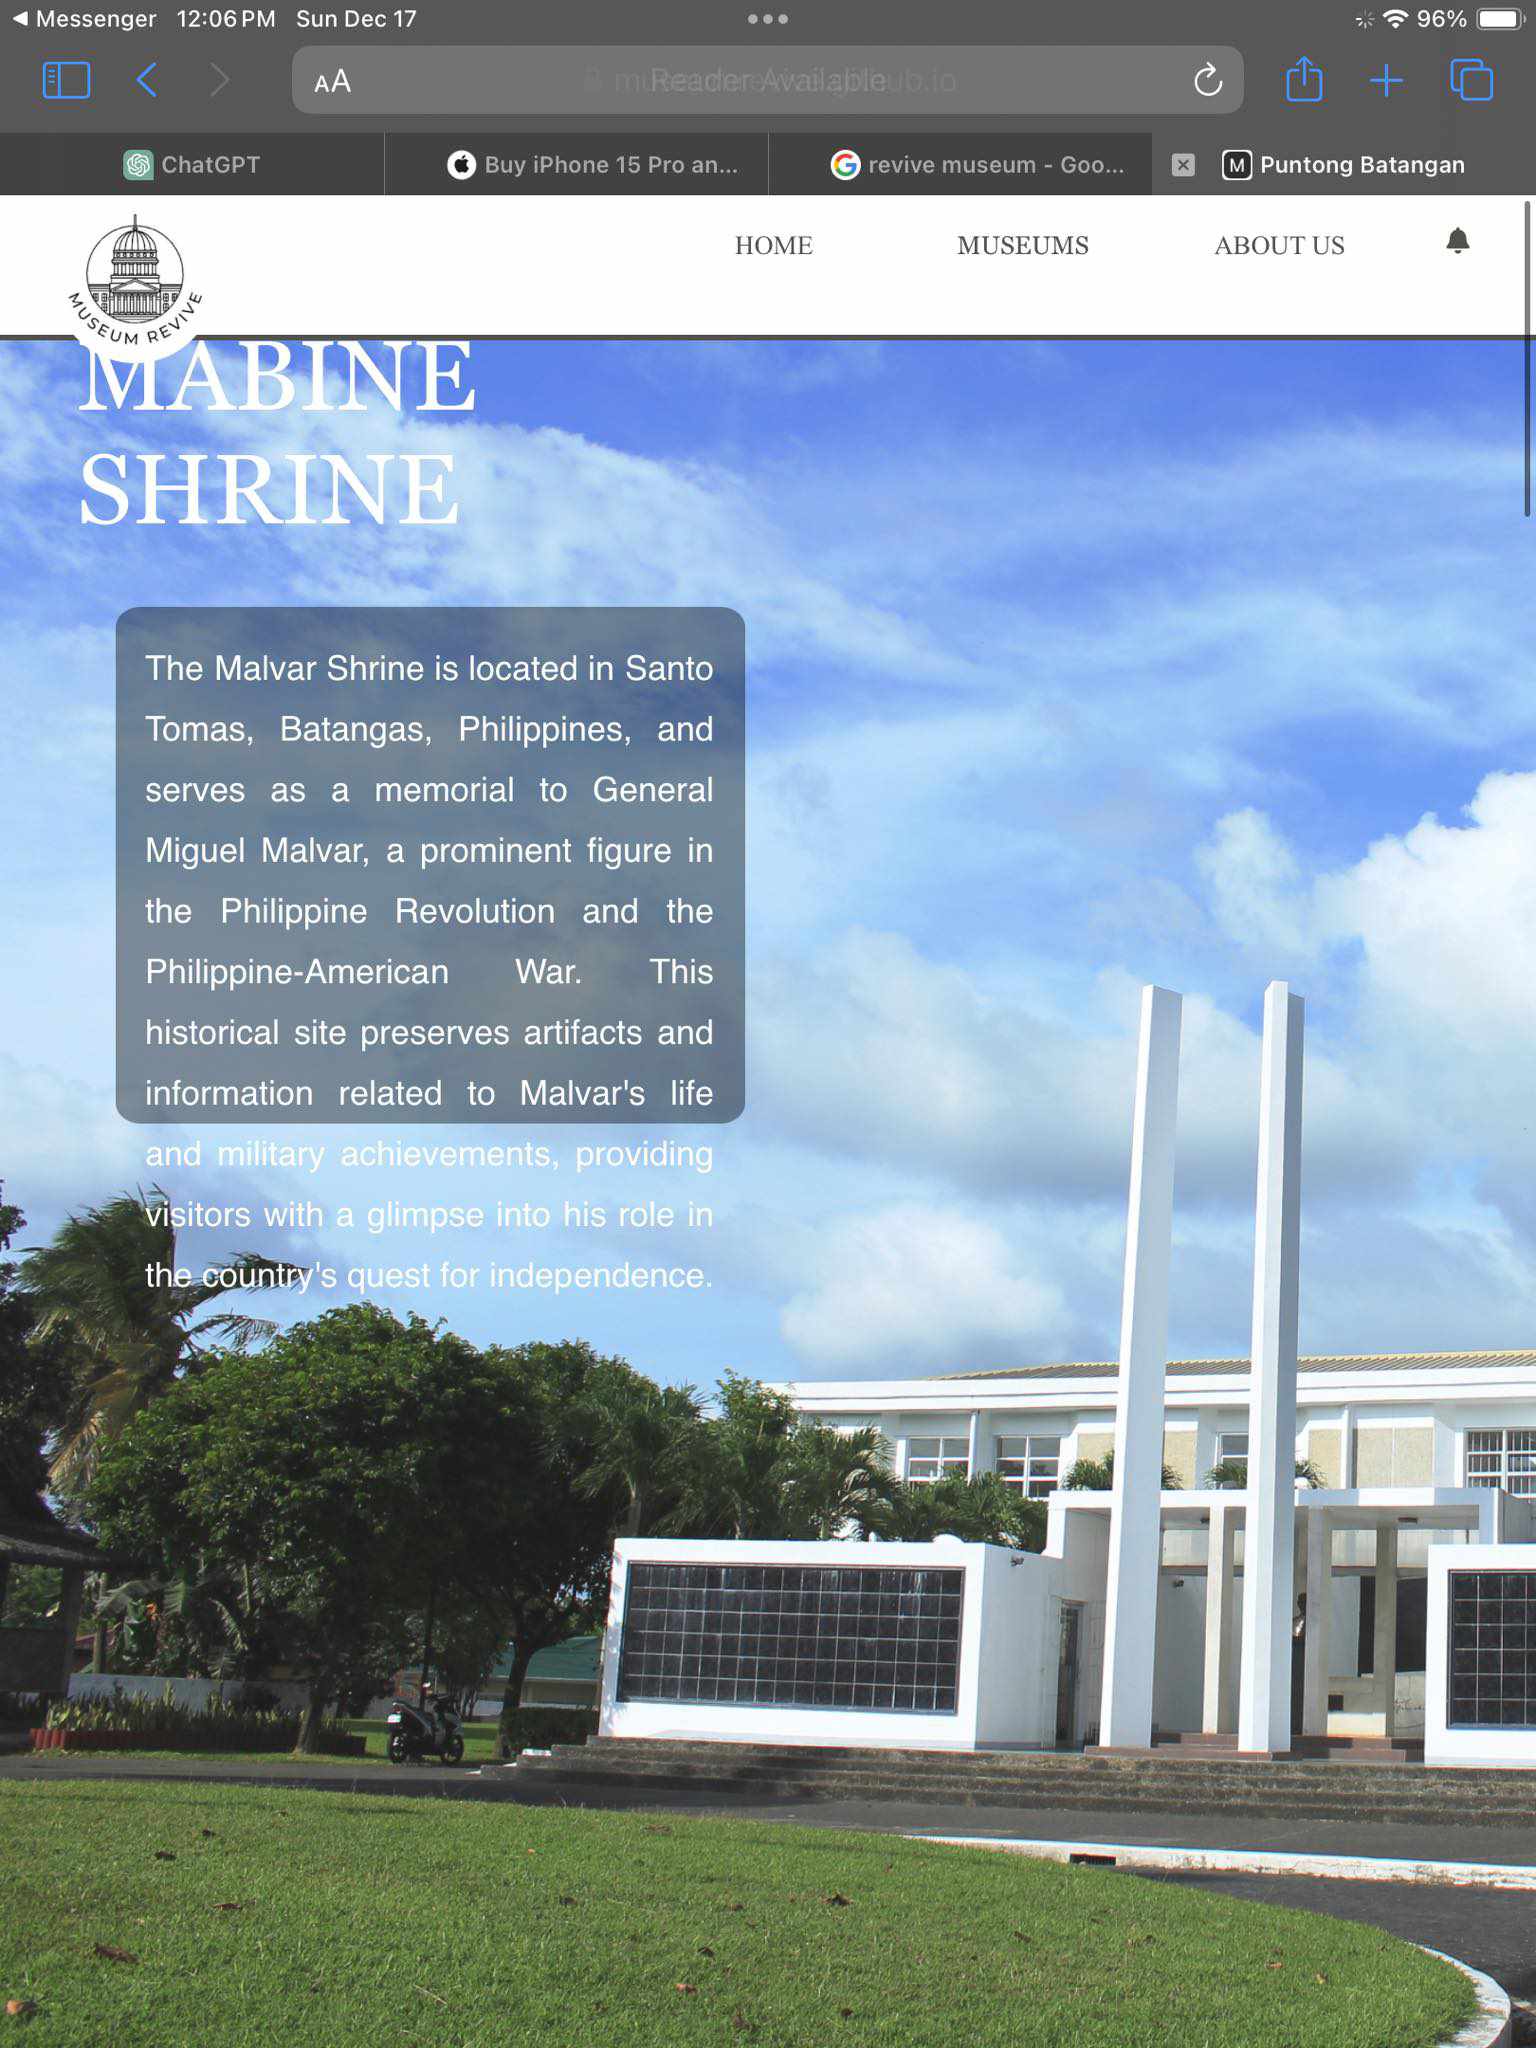 Messenger 12:06 PM Sun Dec 17
96%
AA Reader Available
ChatGPT
Buy iPhone 15 Pro an...
revive museum - Goo...
M Puntong Batangan
MUSEUM REVIVE
HOME MUSEUMS ABOUT US
MABINE
SHRINE
The Malvar Shrine is located in Santo
Tomas, Batangas, Philippines, and
serves as a memorial to General
Miguel Malvar, a prominent figure in
the Philippine Revolution and the
Philippine-American War. This
historical site preserves artifacts and
information related to Malvar's life
and military achievements, providing
visitors with a glimpse into his role in
the country's quest for independence.